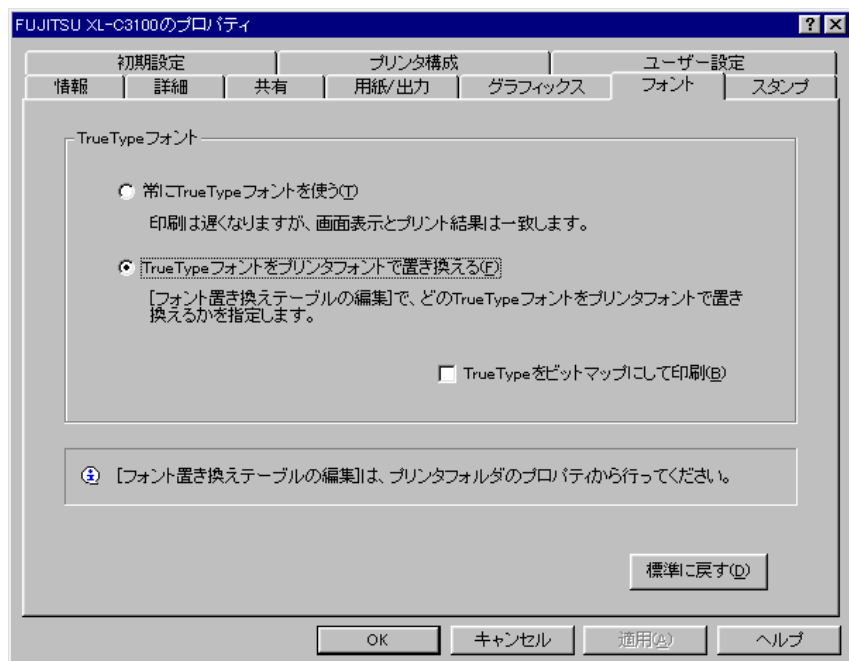 FUJITSU XL-C3100のプロパティ
初期設定 プリンタ構成 ユーザー設定
情報 詳細 共有 用紙/出力 グラフィックス フォント スタンプ
TrueTypeフォント
常にTrueTypeフォントを使う(T)
印刷は遅くなりますが、画面表示とプリント結果は一致します。
TrueTypeフォントをプリンタフォントで置き換える(F)
[フォント置き換えテーブルの編集]で、どのTrueTypeフォントをプリンタフォントで置き
換えるかを指定します。
TrueTypeをビットマップにして印刷(B)
[フォント置き換えテーブルの編集]は、プリンタフォルダのプロパティから行ってください。
標準に戻す(D)
OK キャンセル 適用(A) ヘルプ